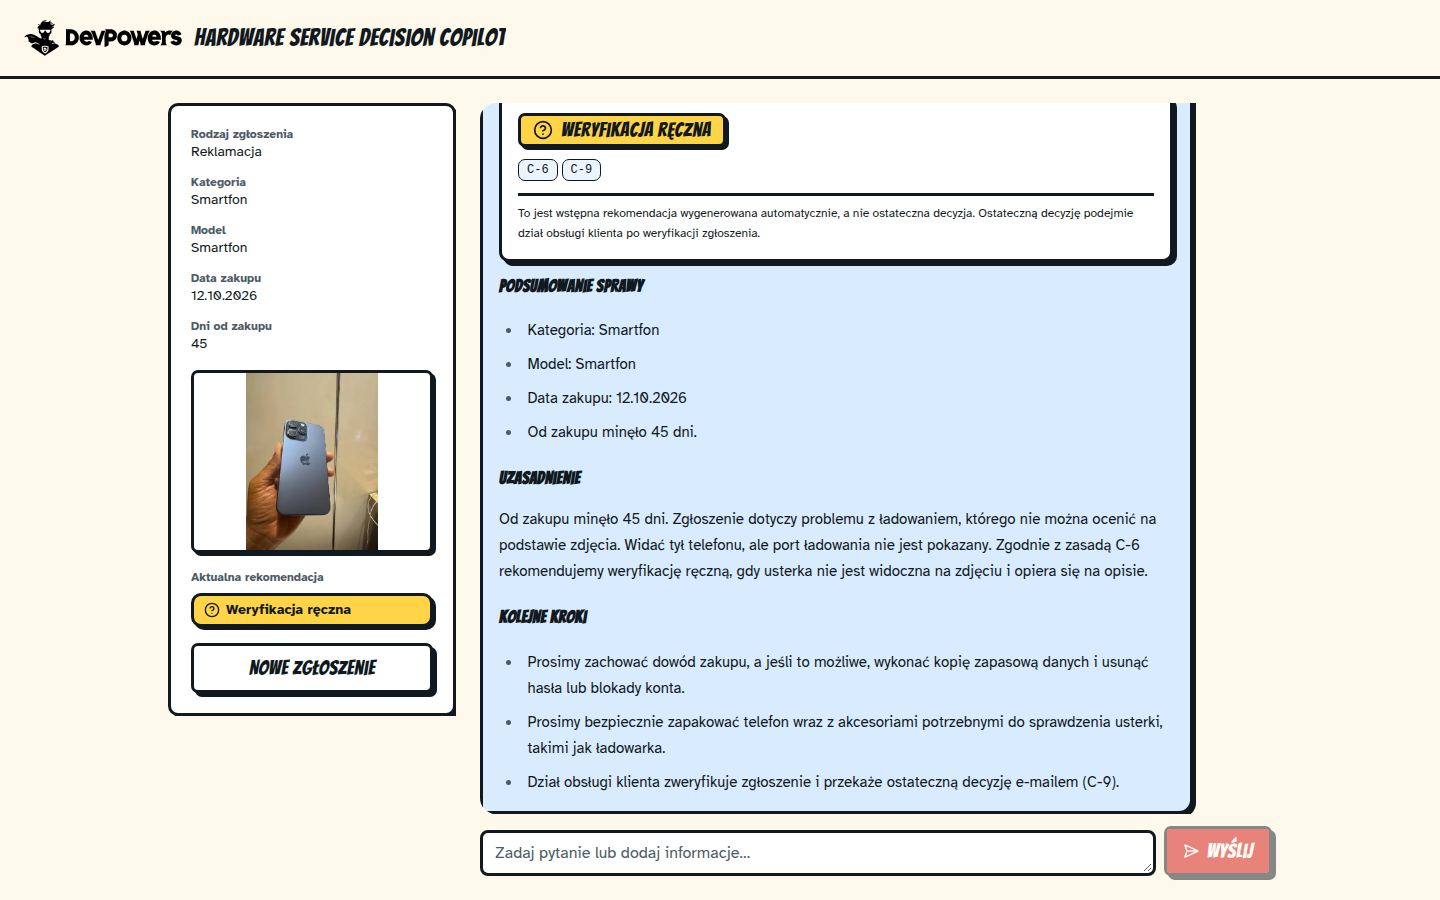 DevPowers HARDWARE SERVICE DECISION COPILOT
Rodzaj zgłoszenia
Reklamacja
Kategoria
Smartfon
Model
Smartfon
Data zakupu
12.10.2026
Dni od zakupu
45
Aktualna rekomendacja
Weryfikacja ręczna
NOWE ZGŁOSZENIE
WERYFIKACJA RĘCZNA
C-6 C-9
To jest wstępna rekomendacja wygenerowana automatycznie, a nie ostateczna decyzja. Ostateczną decyzję podejmie
dział obsługi klienta po weryfikacji zgłoszenia.
PODSUMOWANIE SPRAWY
Kategoria: Smartfon
Model: Smartfon
Data zakupu: 12.10.2026
Od zakupu minęło 45 dni.
UZASADNIENIE
Od zakupu minęło 45 dni. Zgłoszenie dotyczy problemu z ładowaniem, którego nie można ocenić na
podstawie zdjęcia. Widać tył telefonu, ale port ładowania nie jest pokazany. Zgodnie z zasadą C-6
rekomendujemy weryfikację ręczną, gdy usterka nie jest widoczna na zdjęciu i opiera się na opisie.
KOLEJNE KROKI
Prosimy zachować dowód zakupu, a jeśli to możliwe, wykonać kopię zapasową danych i usunąć
hasła lub blokady konta.
Prosimy bezpiecznie zapakować telefon wraz z akcesoriami potrzebnymi do sprawdzenia usterki,
takimi jak ładowarka.
Dział obsługi klienta zweryfikuje zgłoszenie i przekaże ostateczną decyzję e-mailem (C-9).
Zadaj pytanie lub dodaj informacje...
WYŚLIJ